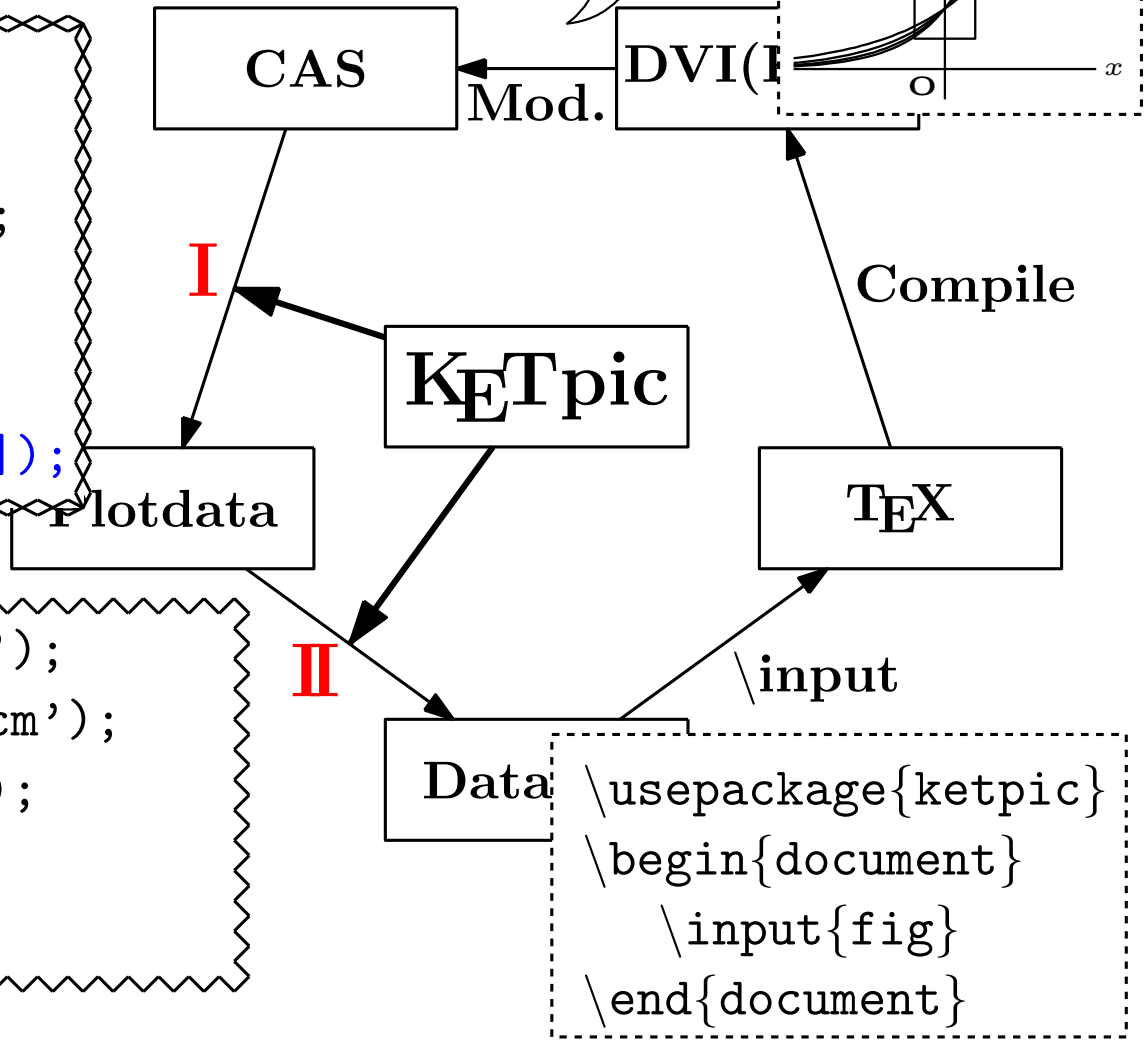 CAS
DVI(
x
O
Mod.
;
I
Compile
KETpic
);
Plotdata
TEX
');
II
\input
cm');
);
Data
\usepackage{ketpic}
\begin{document}
\input{fig}
\end{document}